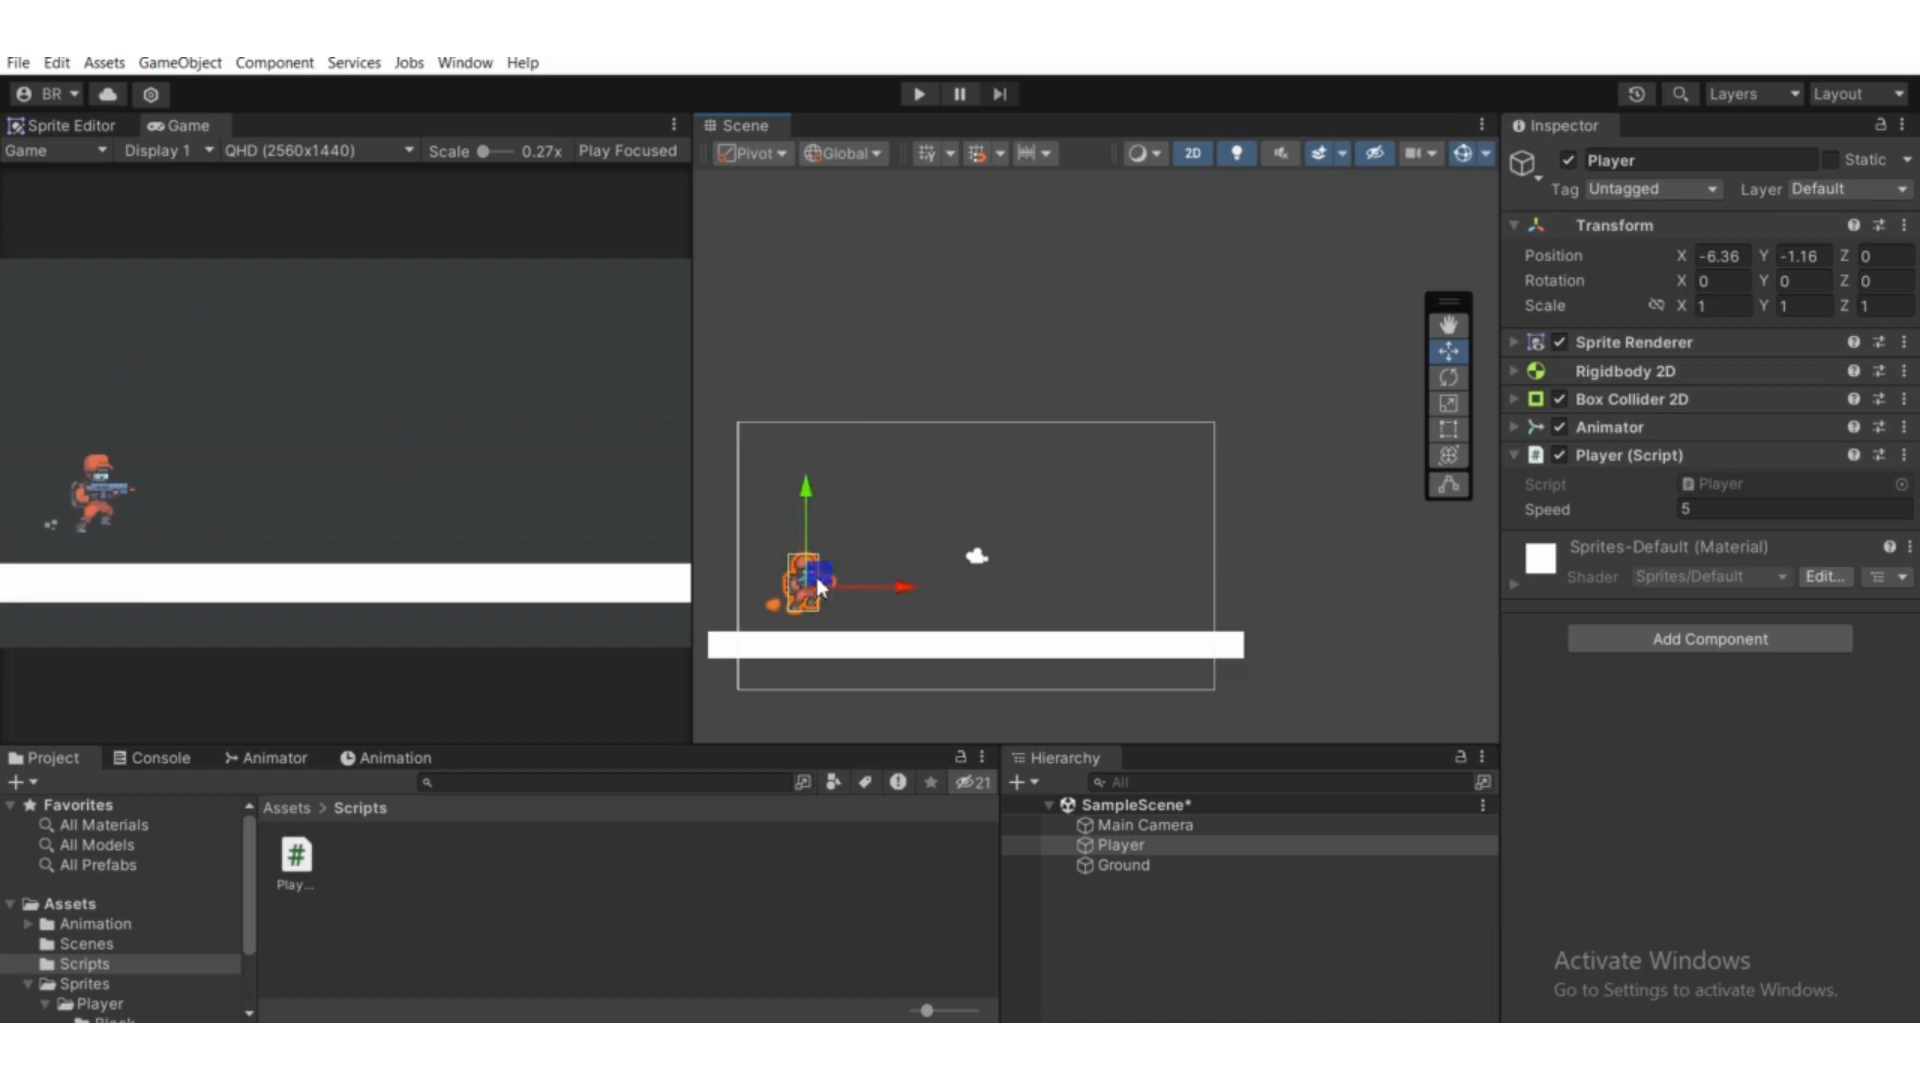 File Edit Assets GameObject Component Services Jobs Window Help
BR Layers Layout
Sprite Editor Game
Game Display 1 QHD (2560x1440) Scale 0.27x Play Focused
Scene
Pivot Global 2D
Inspector
Player Static
Tag Untagged Layer Default
Transform
Position X -6.36 Y -1.16 Z 0
Rotation X 0 Y 0 Z 0
Scale X 1 Y 1 Z 1
Sprite Renderer
Rigidbody 2D
Box Collider 2D
Animator
# Player (Script)
Script Player
Speed 5
Sprites-Default (Material)
Shader Sprites/Default Edit...
Add Component
Project Console Animator Animation
21
Favorites
All Materials
All Models
All Prefabs
Assets
Animation
Scenes
Scripts
Sprites
Player
Assets > Scripts
#
Play...
Hierarchy
All
SampleScene*
Main Camera
Player
Ground
Activate Windows
Go to Settings to activate Windows.